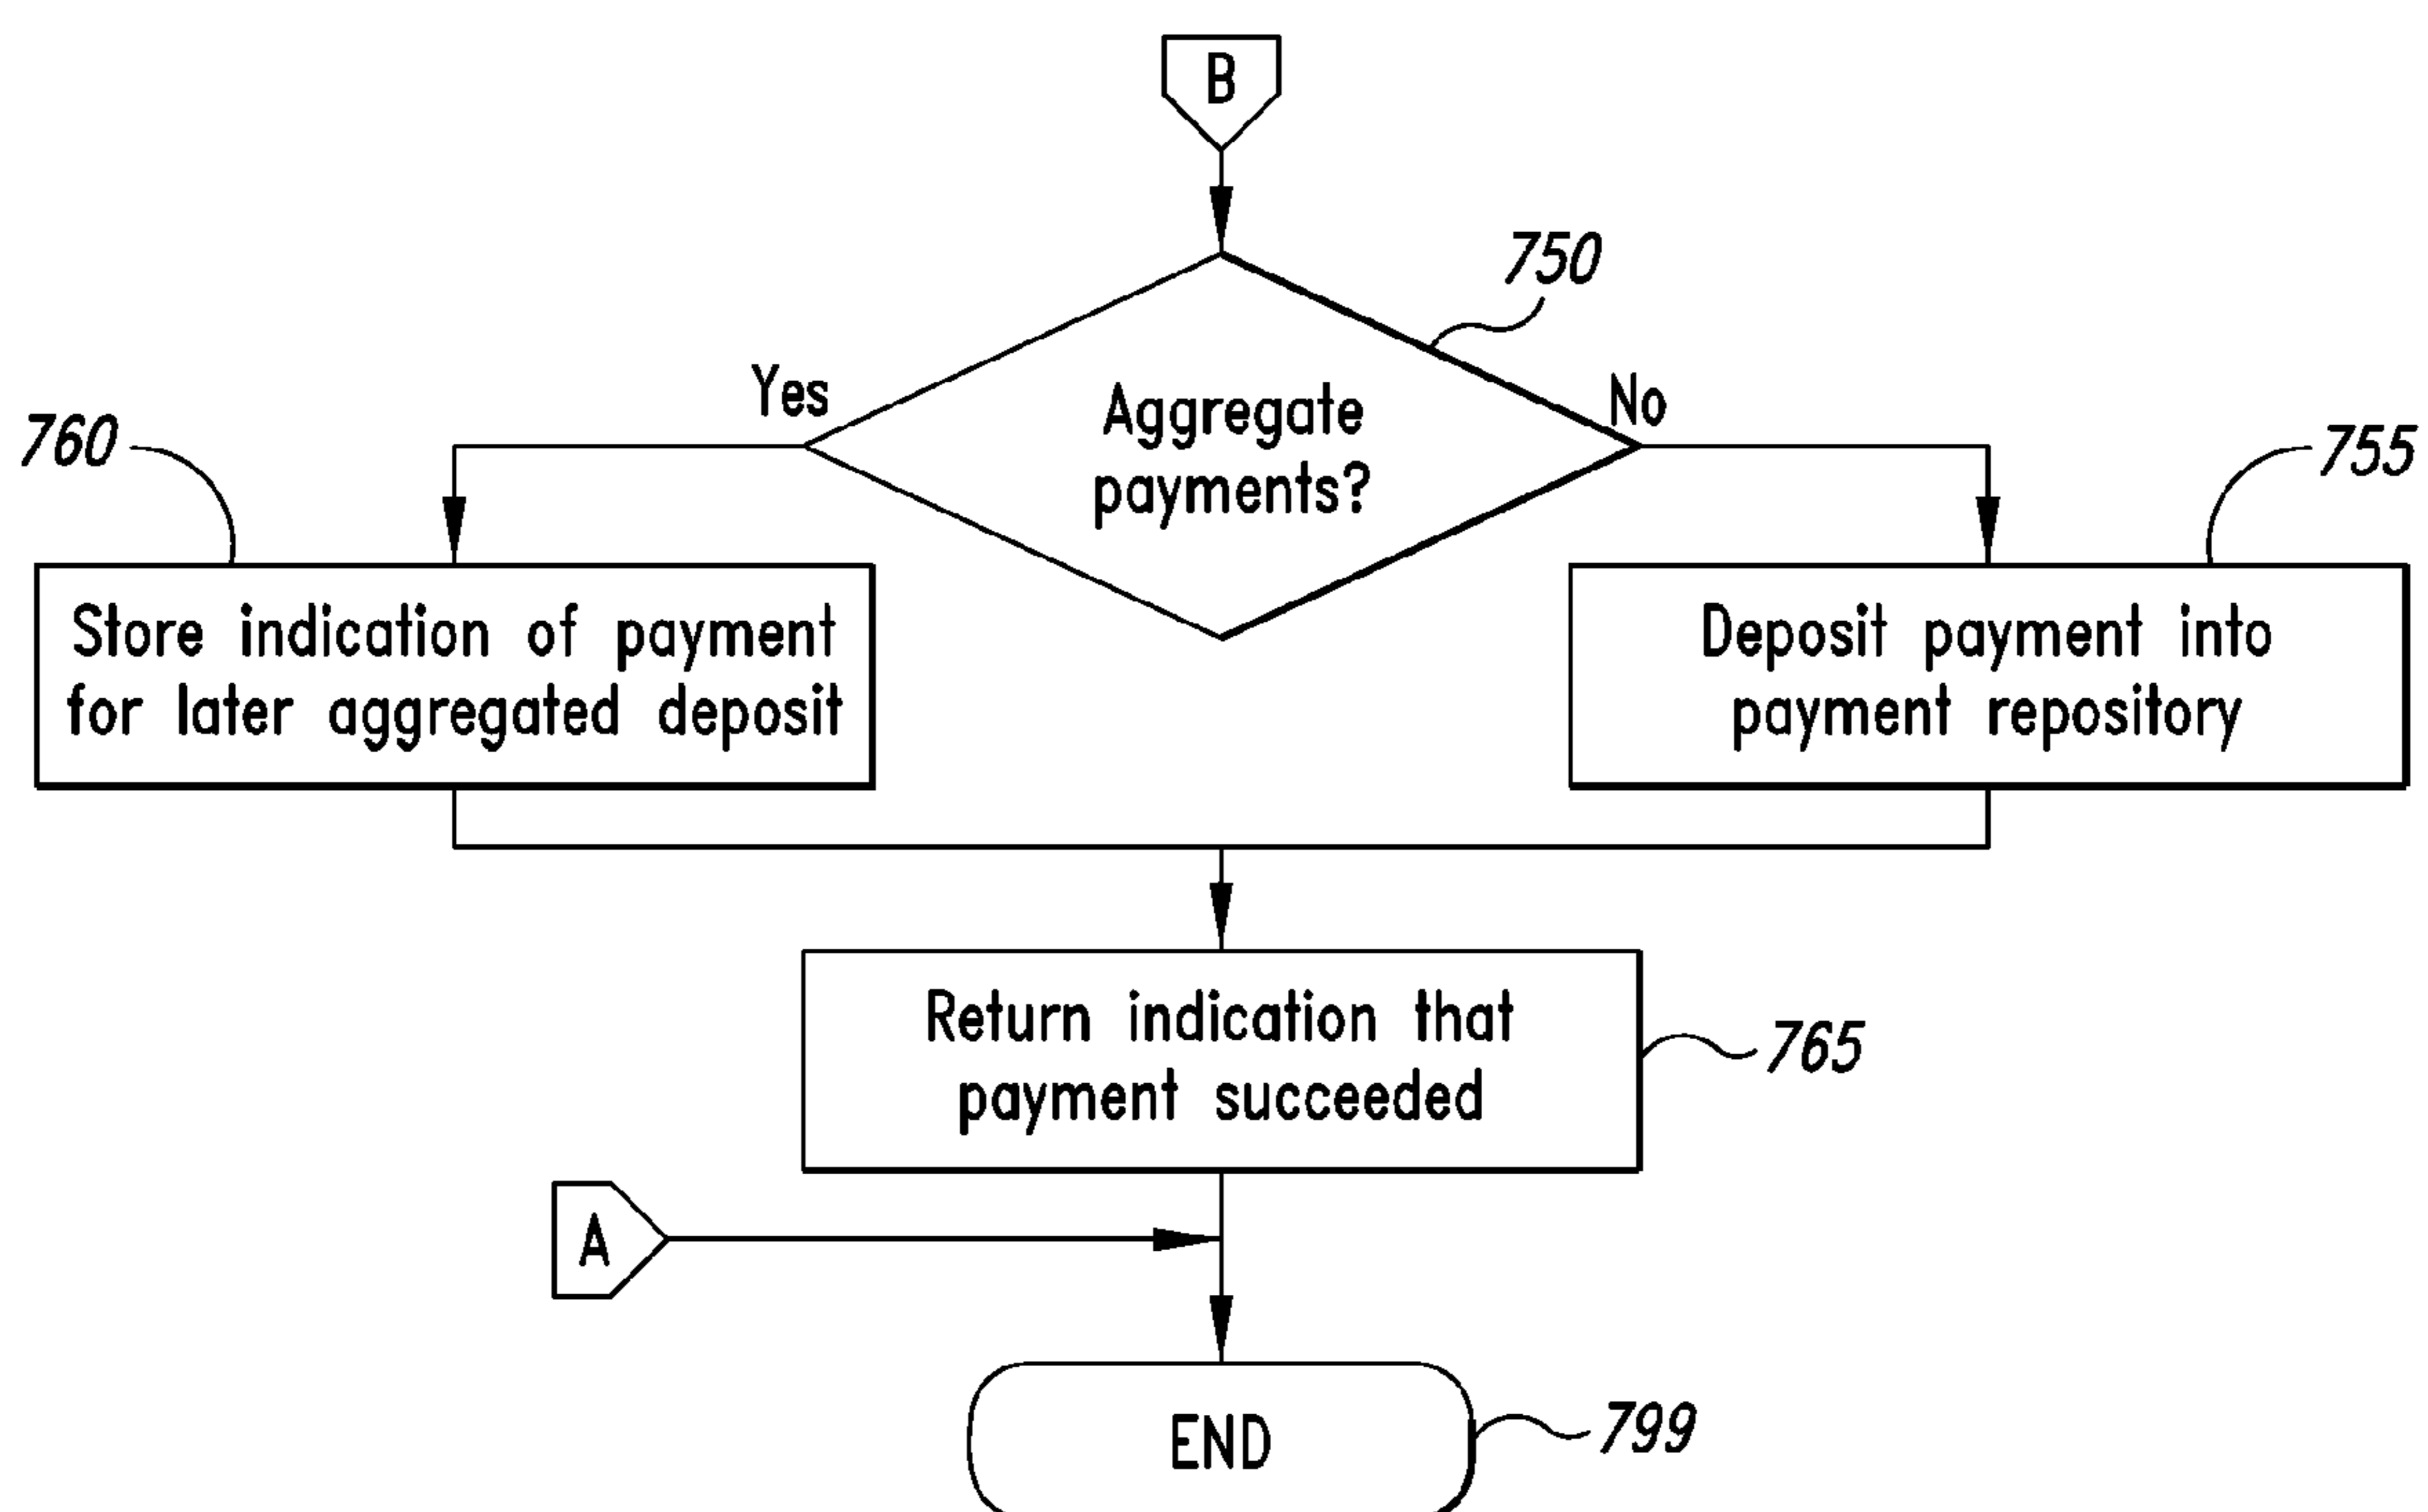 B
750
Yes
Aggregate
payments?
No
760
755
Store indication of payment
for later aggregated deposit
Deposit payment into
payment repository
Return indication that
payment succeeded
765
A
END
799